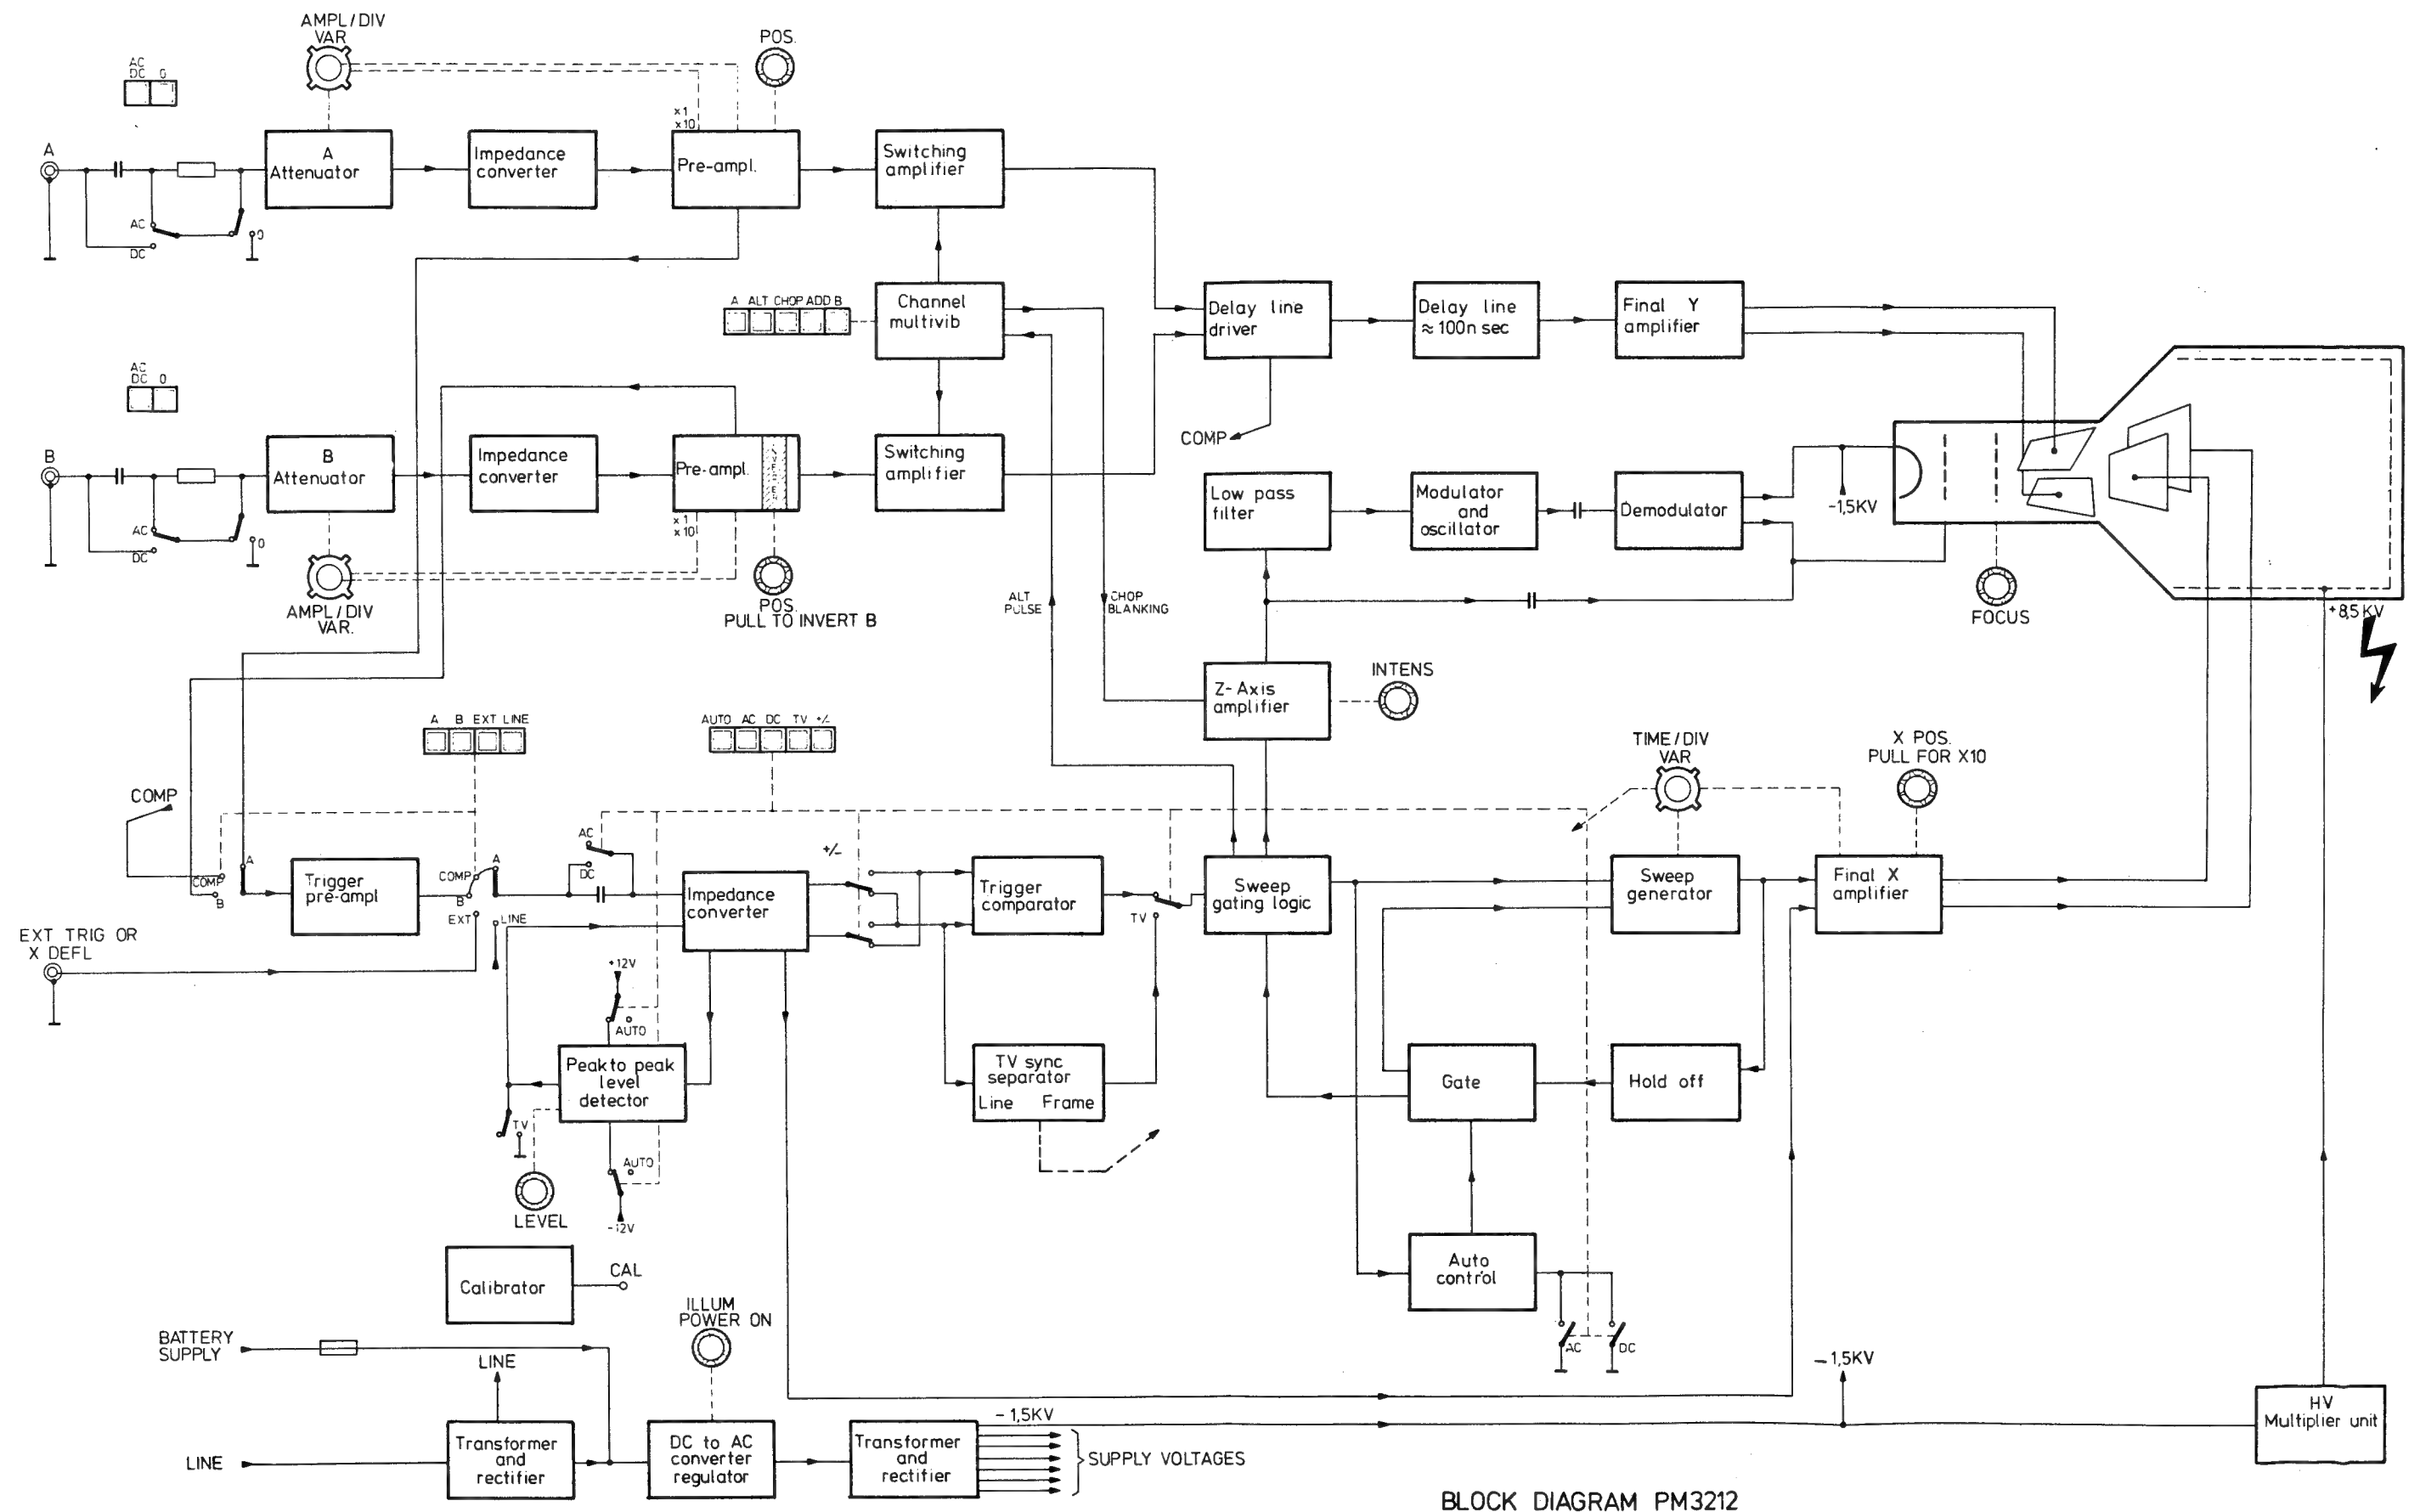 AMPL/DIV
VAR
POS.
AC
DC 0
x1
x10
A
A
Attenuator
Impedance
converter
Pre-ampl.
Switching
amplifier
AC
DC
0
A ALT CHOP ADD B
Channel
multivib
Delay line
driver
Delay line
≈100n sec
Final Y
amplifier
AC
DC 0
COMP
B
B
Attenuator
Impedance
converter
Pre-ampl.
Switching
amplifier
Low pass
filter
Modulator
and
oscillator
Demodulator
-1,5KV
AC
DC
0
x1
x10
AMPL/DIV
VAR.
POS.
PULL TO INVERT B
ALT
PULSE
CHOP
BLANKING
FOCUS
+8,5KV
Z-Axis
amplifier
INTENS
A B EXT LINE
AUTO AC DC TV +/-
TIME/DIV
VAR
X POS.
PULL FOR X10
COMP
A
COMP
B
Trigger
pre-ampl
COMP
B
A
EXT
LINE
AC
DC
Impedance
converter
+/-
Trigger
comparator
TV
Sweep
gating logic
Sweep
generator
Final X
amplifier
EXT TRIG OR
X DEFL
+12V
AUTO
Peak to peak
level
detector
TV
AUTO
-12V
LEVEL
TV sync
separator
Line Frame
Gate
Hold off
Auto
control
AC
DC
Calibrator
CAL
ILLUM
POWER ON
BATTERY
SUPPLY
LINE
LINE
Transformer
and
rectifier
DC to AC
converter
regulator
Transformer
and
rectifier
-1,5KV
SUPPLY VOLTAGES
-1,5KV
HV
Multiplier unit
BLOCK DIAGRAM PM3212